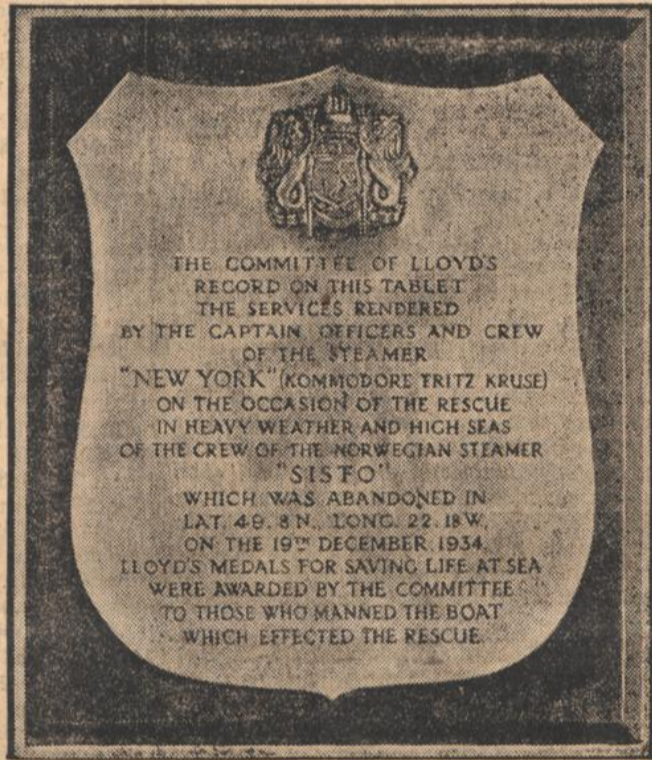 THE COMMITTEE OF LLOYD'S
RECORD ON THIS TABLET
THE SERVICES RENDERED
BY THE CAPTAIN, OFFICERS AND CREW
OF THE STEAMER
"NEW YORK" (KOMMODORE FRITZ KRUSE)
ON THE OCCASION OF THE RESCUE
IN HEAVY WEATHER AND HIGH SEAS
OF THE CREW OF THE NORWEGIAN STEAMER
"SISTO"
WHICH WAS ABANDONED IN
LAT. 49. 8 N., LONG. 22. 18 W,
ON THE 19TH DECEMBER 1934.
LLOYD'S MEDALS FOR SAVING LIFE AT SEA
WERE AWARDED BY THE COMMITTEE
TO THOSE WHO MANNED THE BOAT
WHICH EFFECTED THE RESCUE.